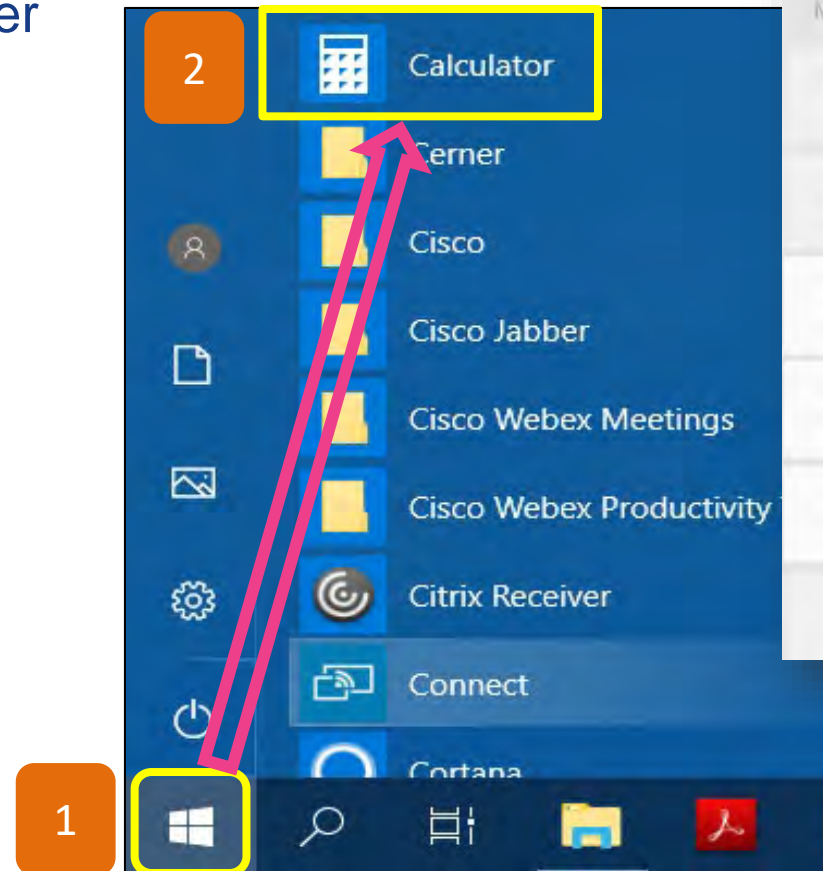 er
2
Calculator
Cerner
Cisco
Cisco Jabber
Cisco Webex Meetings
Cisco Webex Productivity
Citrix Receiver
Connect
Cortana
1